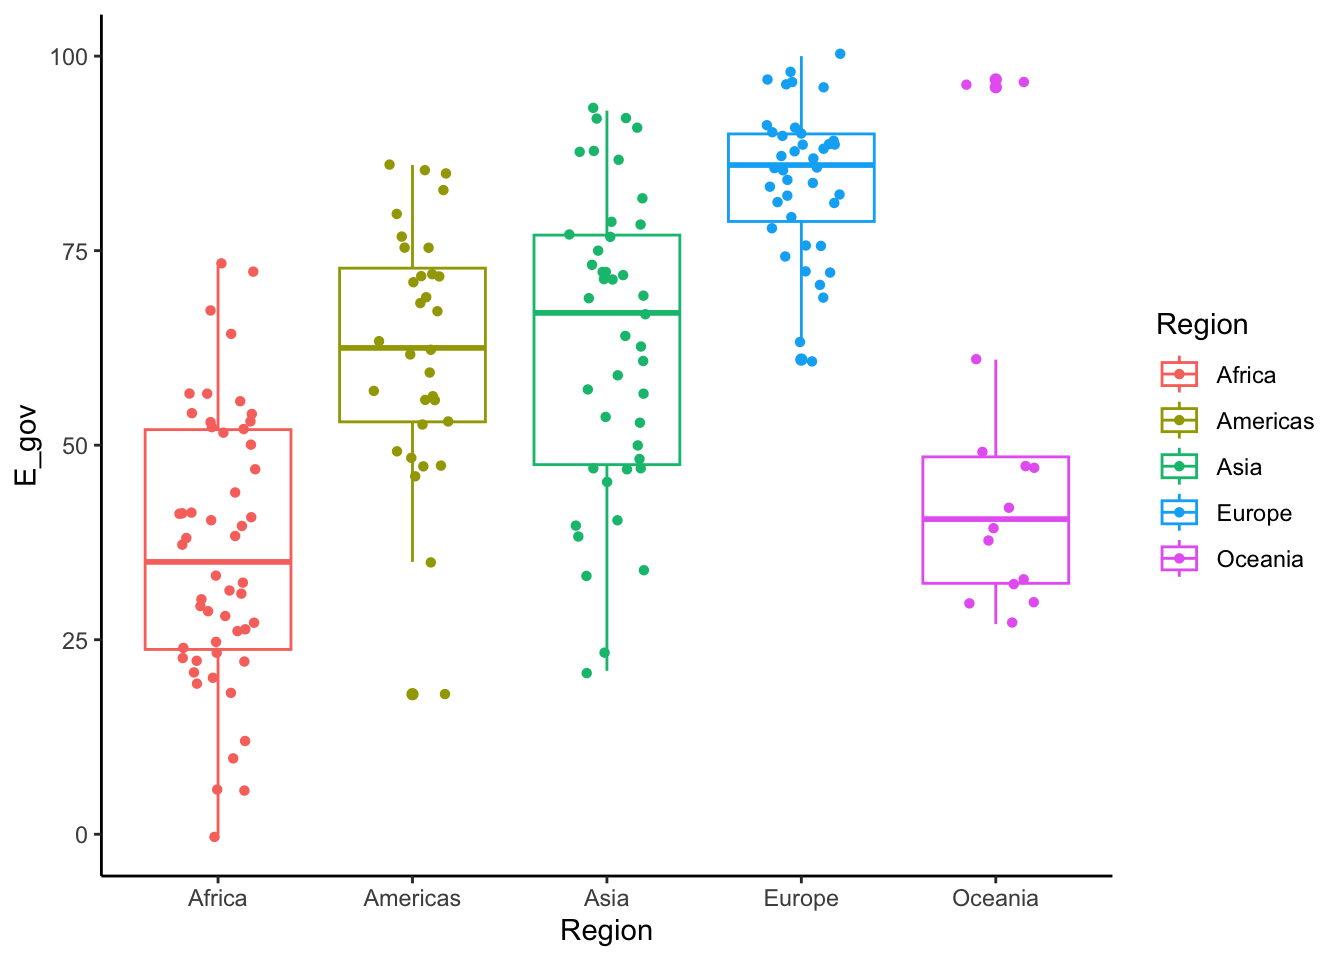 E_gov
100
75
50
25
0
Africa
Americas
Asia
Europe
Oceania
Region
Region
Africa
Americas
Asia
Europe
Oceania